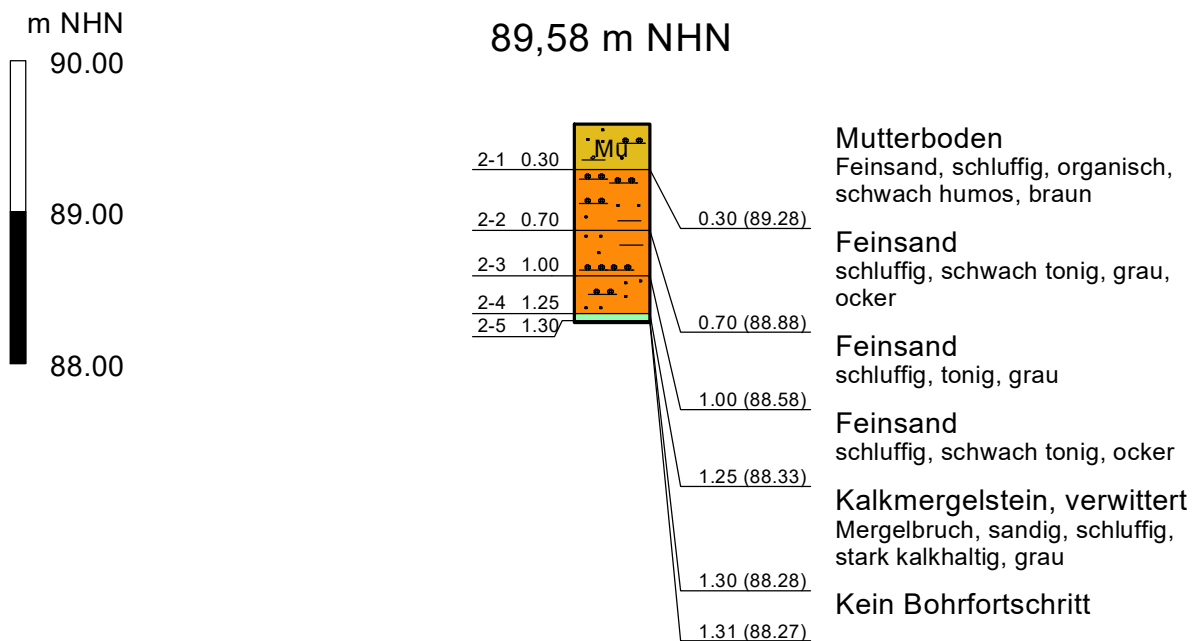 m NHN
89,58 m NHN
90.00
89.00
88.00
Mu
2-1 0.30
2-2 0.70
2-3 1.00
2-4 1.25
2-5 1.30
Mutterboden
Feinsand, schluffig, organisch,
schwach humos, braun
0.30 (89.28)
Feinsand
schluffig, schwach tonig, grau,
ocker
0.70 (88.88)
Feinsand
schluffig, tonig, grau
1.00 (88.58)
Feinsand
schluffig, schwach tonig, ocker
1.25 (88.33)
Kalkmergelstein, verwittert
Mergelbruch, sandig, schluffig,
stark kalkhaltig, grau
1.30 (88.28)
Kein Bohrfortschritt
1.31 (88.27)